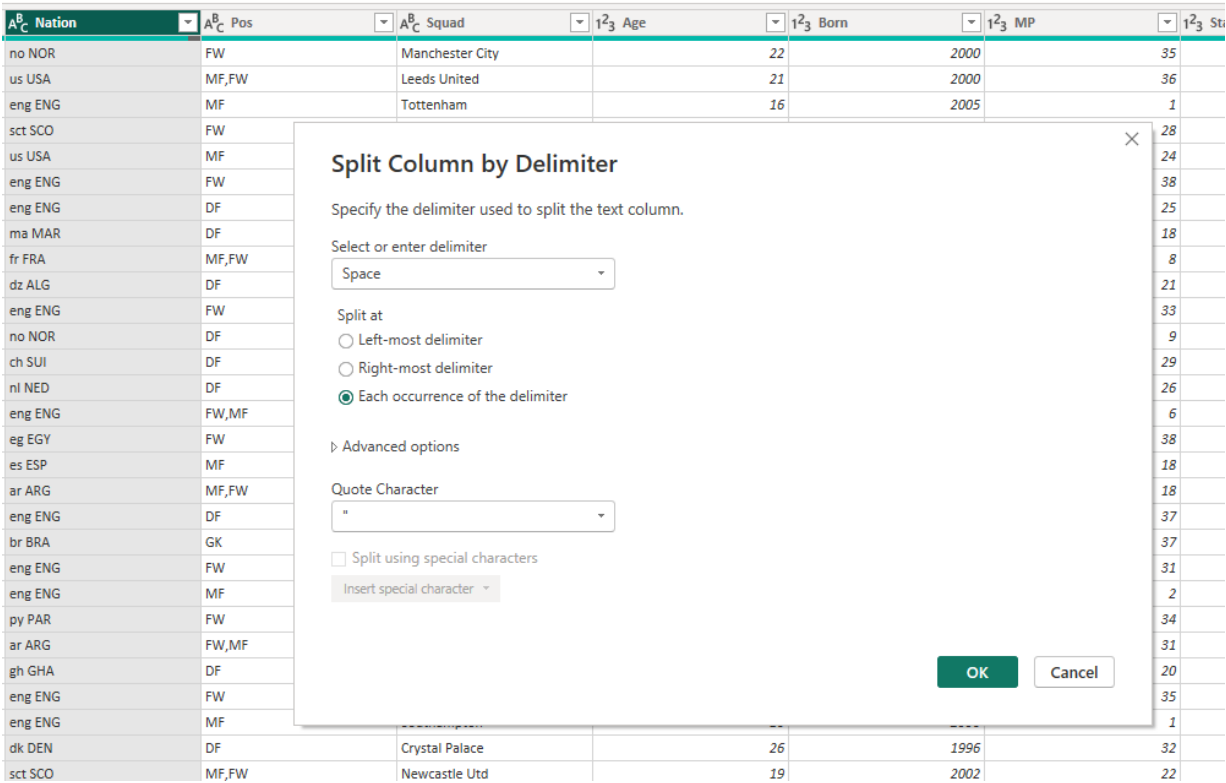 ABC Nation ABC Pos ABC Squad 123 Age 123 Born 123 MP 123 Sta
no NOR FW Manchester City 22 2000 35
us USA MF,FW Leeds United 21 2000 36
eng ENG MF Tottenham 16 2005 1
sct SCO FW 28
us USA MF 24
eng ENG FW 38
eng ENG DF 25
ma MAR DF 18
fr FRA MF,FW 8
dz ALG DF 21
eng ENG FW 33
no NOR DF 9
ch SUI DF 29
nl NED DF 26
eng ENG FW,MF 6
eg EGY FW 38
es ESP MF 18
ar ARG MF,FW 18
eng ENG DF 37
br BRA GK 37
eng ENG FW 31
eng ENG MF 2
py PAR FW 34
ar ARG FW,MF 31
gh GHA DF 20
eng ENG FW 35
eng ENG MF 1
dk DEN DF Crystal Palace 26 1996 32
sct SCO MF,FW Newcastle Utd 19 2002 22
Split Column by Delimiter
Specify the delimiter used to split the text column.
Select or enter delimiter
Space
Split at
Left-most delimiter
Right-most delimiter
Each occurrence of the delimiter
Advanced options
Quote Character
"
Split using special characters
Insert special character
OK Cancel